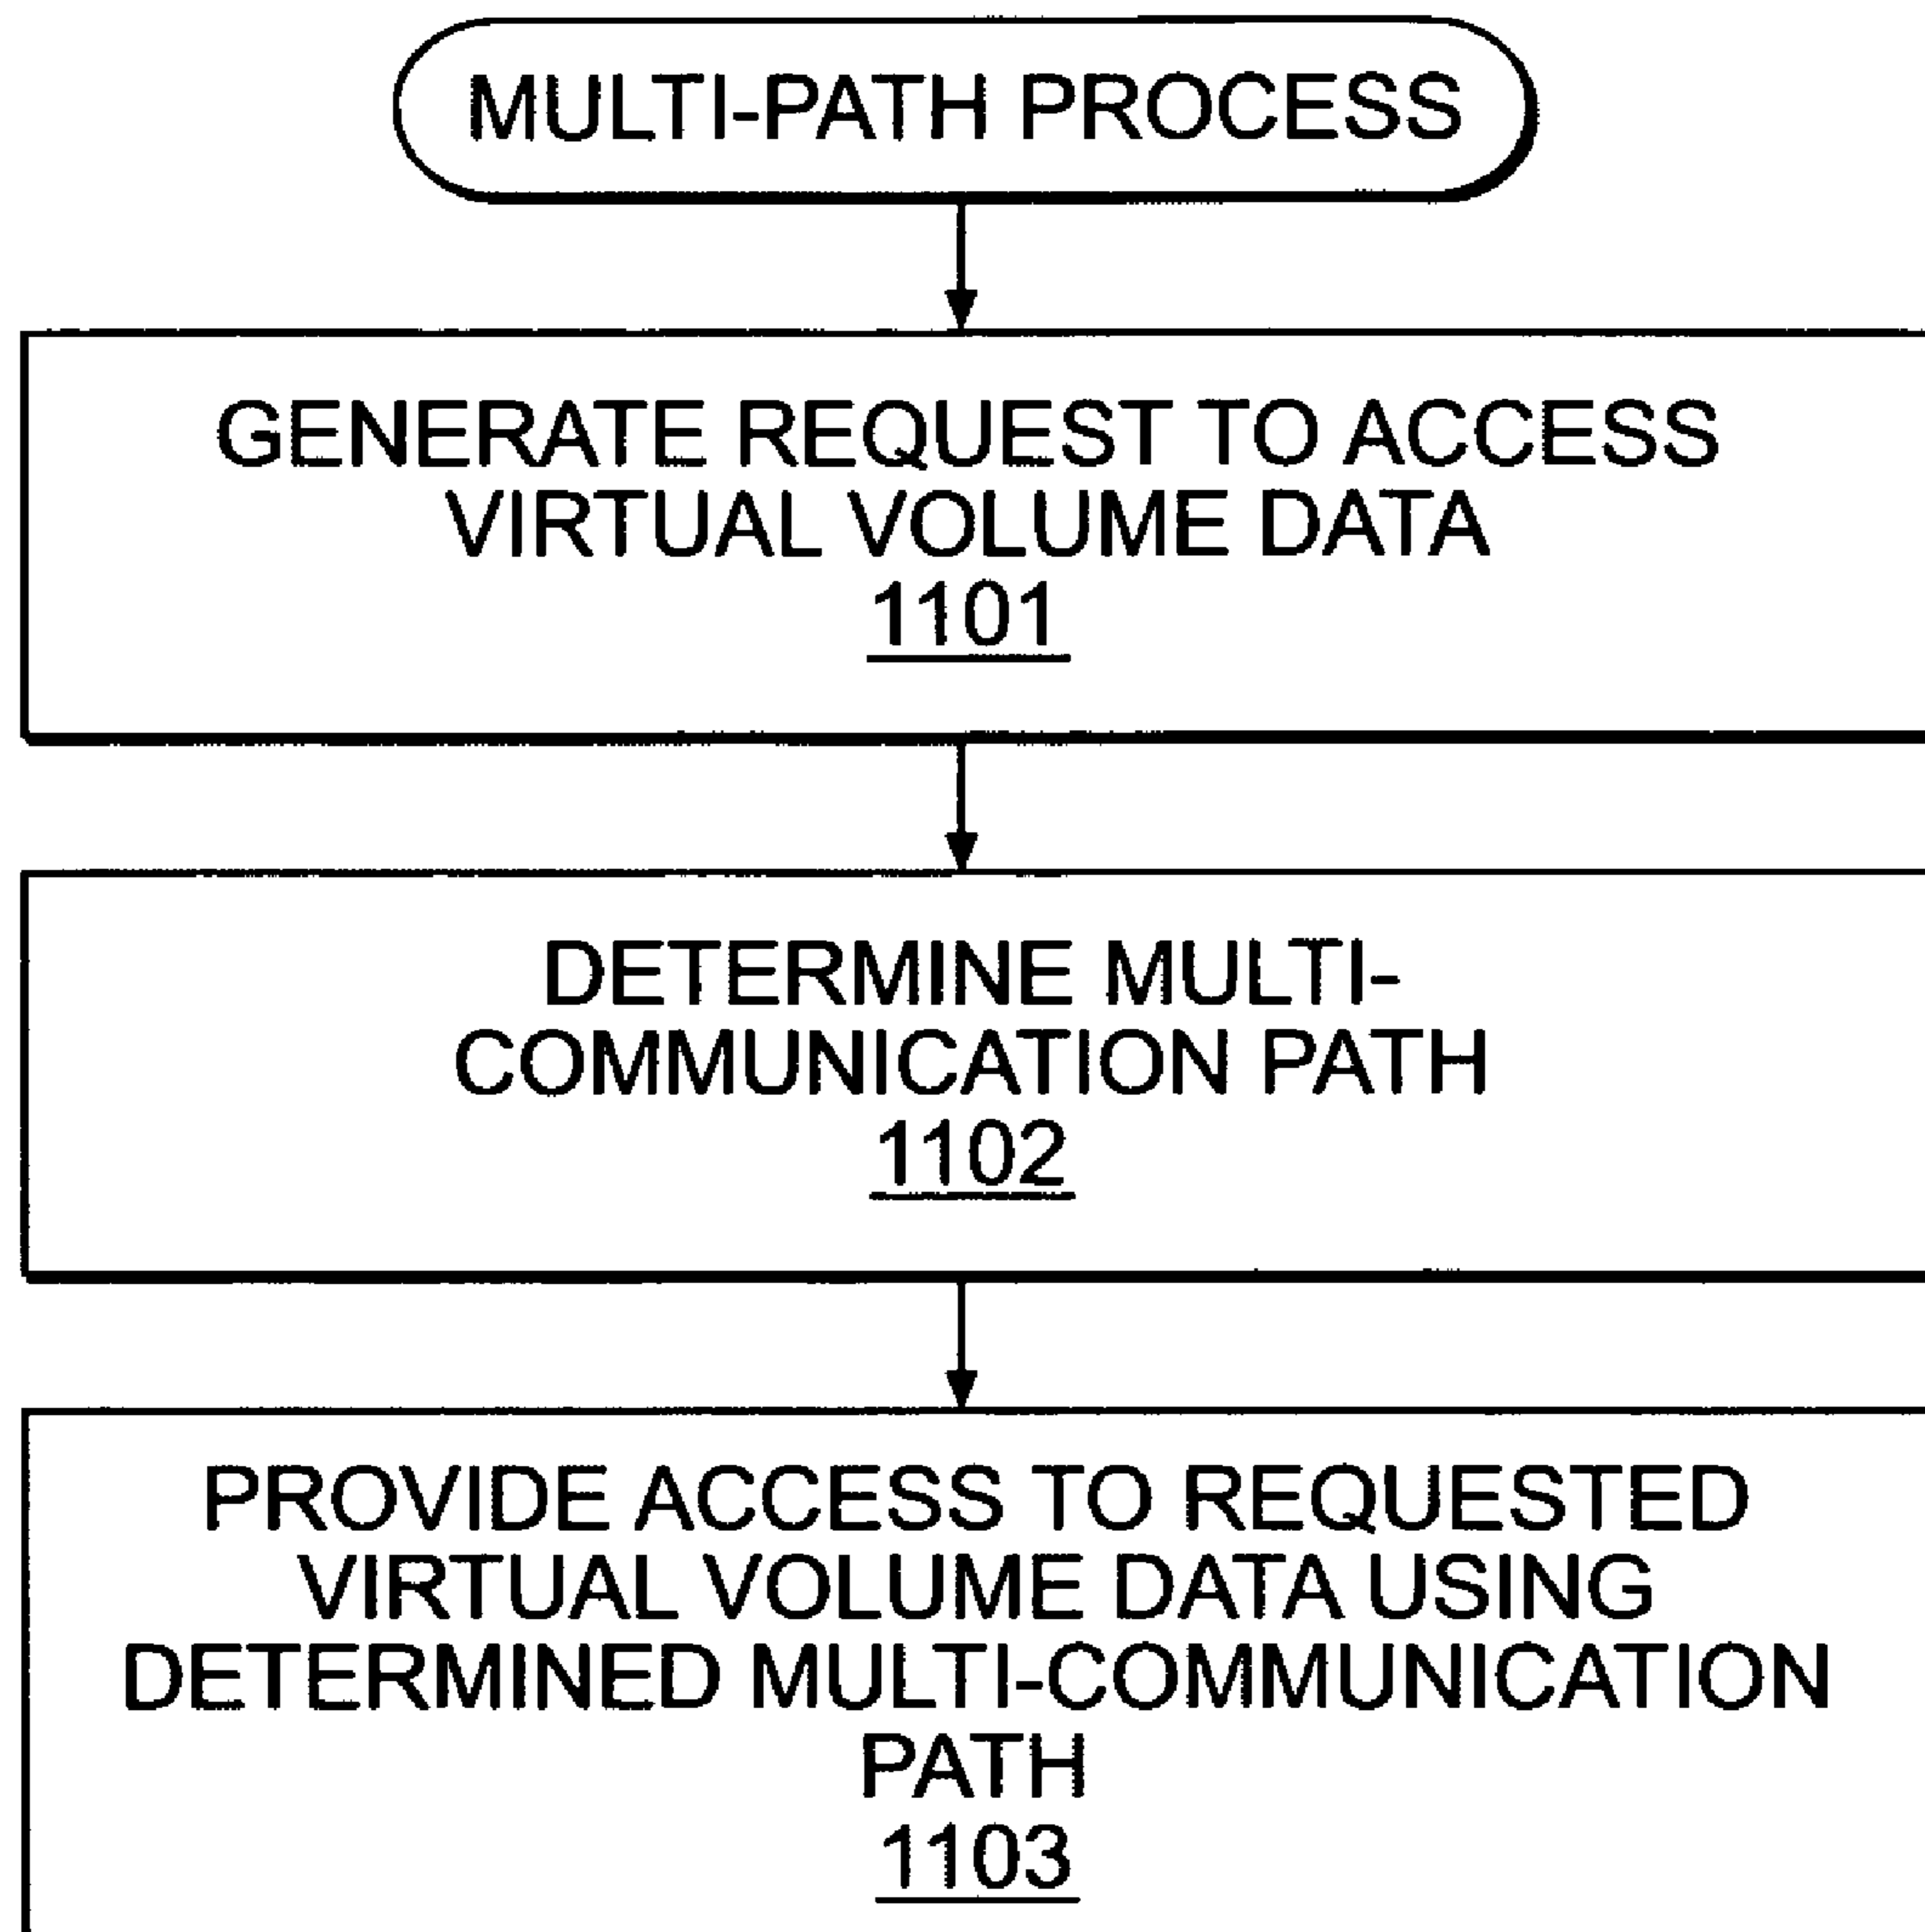 MULTI-PATH PROCESS
GENERATE REQUEST TO ACCESS
VIRTUAL VOLUME DATA
1101
DETERMINE MULTI-
COMMUNICATION PATH
1102
PROVIDE ACCESS TO REQUESTED
VIRTUAL VOLUME DATA USING
DETERMINED MULTI-COMMUNICATION
PATH
1103